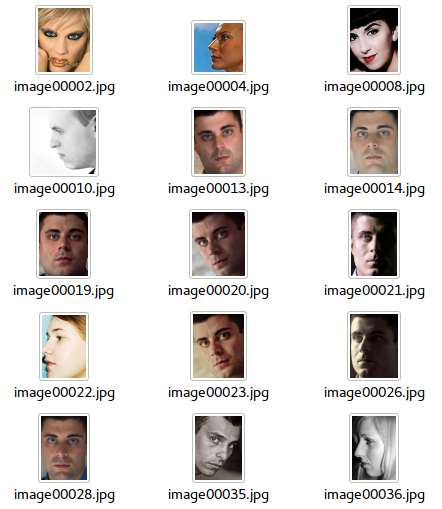 image00002.jpg image00004.jpg image00008.jpg
image00010.jpg image00013.jpg image00014.jpg
image00019.jpg image00020.jpg image00021.jpg
image00022.jpg image00023.jpg image00026.jpg
image00028.jpg image00035.jpg image00036.jpg